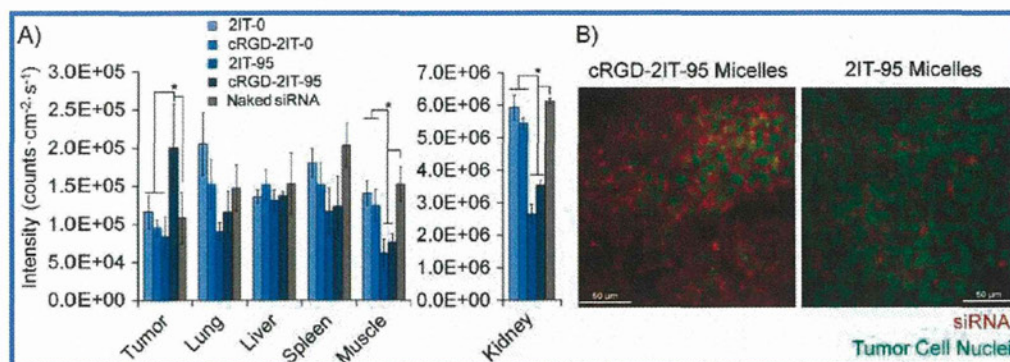 A)
2IT-0
cRGD-2IT-0
2IT-95
cRGD-2IT-95
Naked siRNA
Intensity (counts·cm-2·s-1)
3.0E+05
2.5E+05
2.0E+05
1.5E+05
1.0E+05
5.0E+04
0.0E+00
*
*
Tumor
Lung
Liver
Spleen
Muscle
7.0E+06
6.0E+06
5.0E+06
4.0E+06
3.0E+06
2.0E+06
1.0E+06
0.0E+00
*
Kidney
B)
cRGD-2IT-95 Micelles
2IT-95 Micelles
50 μm
50 μm
siRNA
Tumor Cell Nuclei